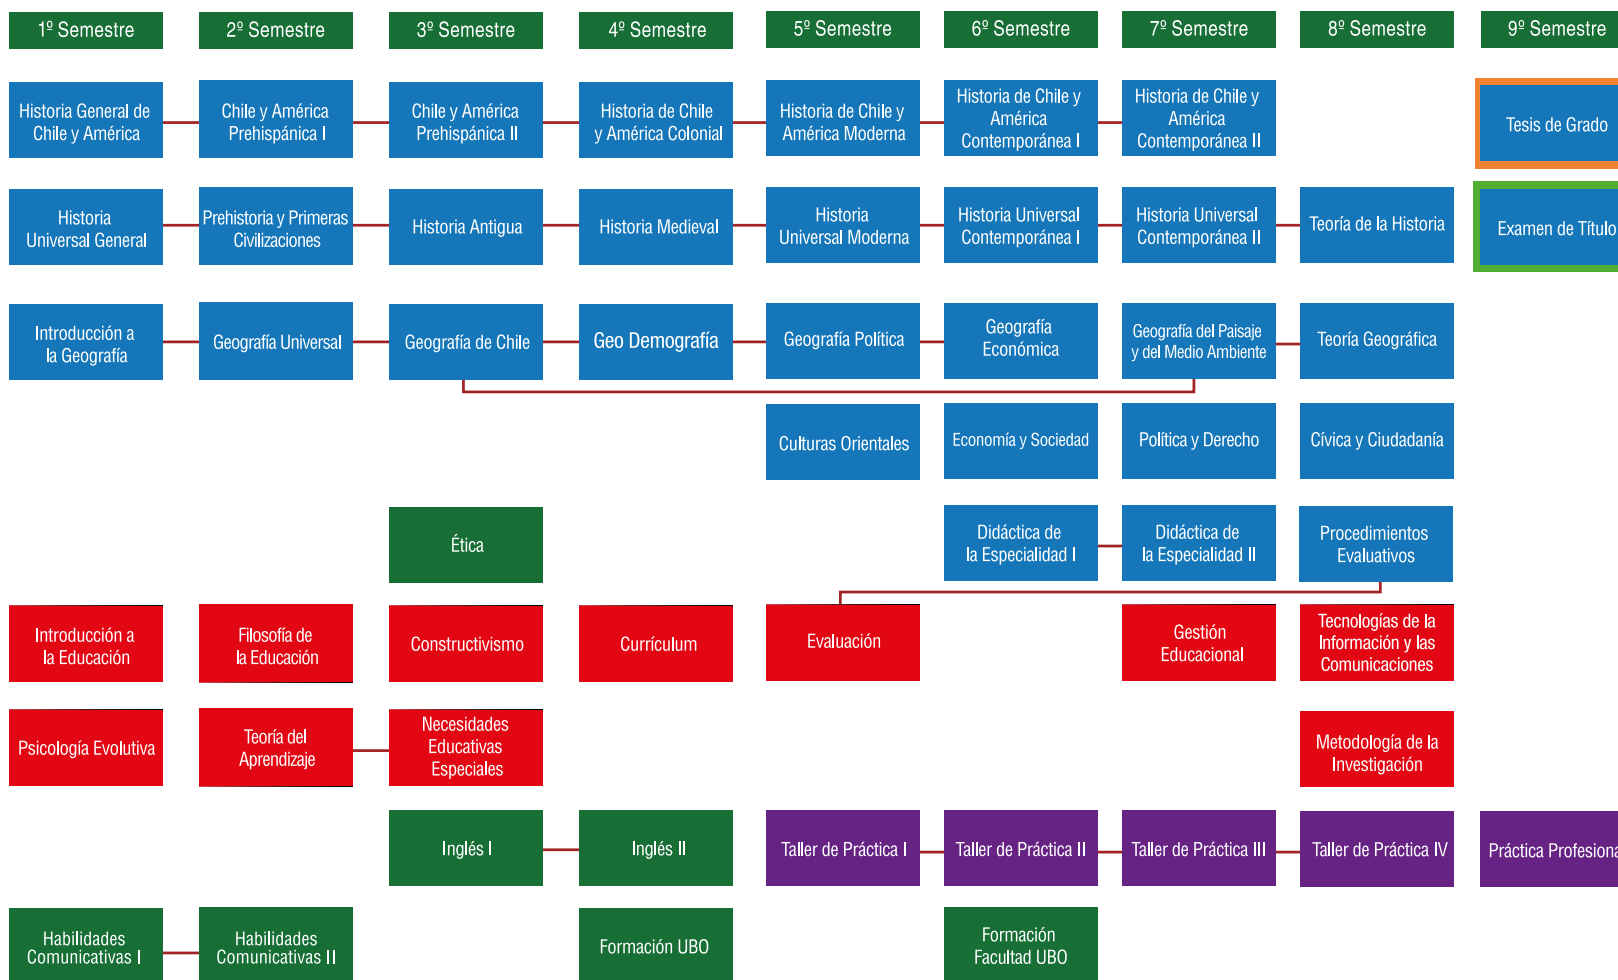 1º Semestre
2º Semestre
3º Semestre
4º Semestre
5º Semestre
6º Semestre
7º Semestre
8º Semestre
9º Semestre
Historia General de
Chile y América
Chile y América
Prehispánica I
Chile y América
Prehispánica II
Historia de Chile
y América Colonial
Historia de Chile y
América Moderna
Historia de Chile y
América
Contemporánea I
Historia de Chile y
América
Contemporánea II
Tesis de Grado
Historia
Universal General
Prehistoria y Primeras
Civilizaciones
Historia Antigua
Historia Medieval
Historia
Universal Moderna
Historia Universal
Contemporánea I
Historia Universal
Contemporánea II
Teoría de la Historia
Examen de Título
Introducción a
la Geografía
Geografía Universal
Geografía de Chile
Geo Demografía
Geografía Política
Geografía
Económica
Geografía del Paisaje
y del Medio Ambiente
Teoría Geográfica
Culturas Orientales
Economía y Sociedad
Política y Derecho
Cívica y Ciudadanía
Ética
Didáctica de
la Especialidad I
Didáctica de
la Especialidad II
Procedimientos
Evaluativos
Introducción a
la Educación
Filosofía de
la Educación
Constructivismo
Currículum
Evaluación
Gestión
Educacional
Tecnologías de la
Información y las
Comunicaciones
Psicología Evolutiva
Teoría del
Aprendizaje
Necesidades
Educativas
Especiales
Metodología de la
Investigación
Inglés I
Inglés II
Taller de Práctica I
Taller de Práctica II
Taller de Práctica III
Taller de Práctica IV
Práctica Profesiona
Habilidades
Comunicativas I
Habilidades
Comunicativas II
Formación UBO
Formación
Facultad UBO